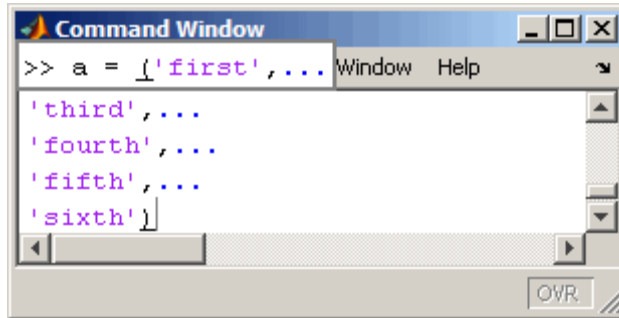 Command Window
>> a = ('first',... Window Help
'third',...
'fourth',...
'fifth',...
'sixth')
OVR